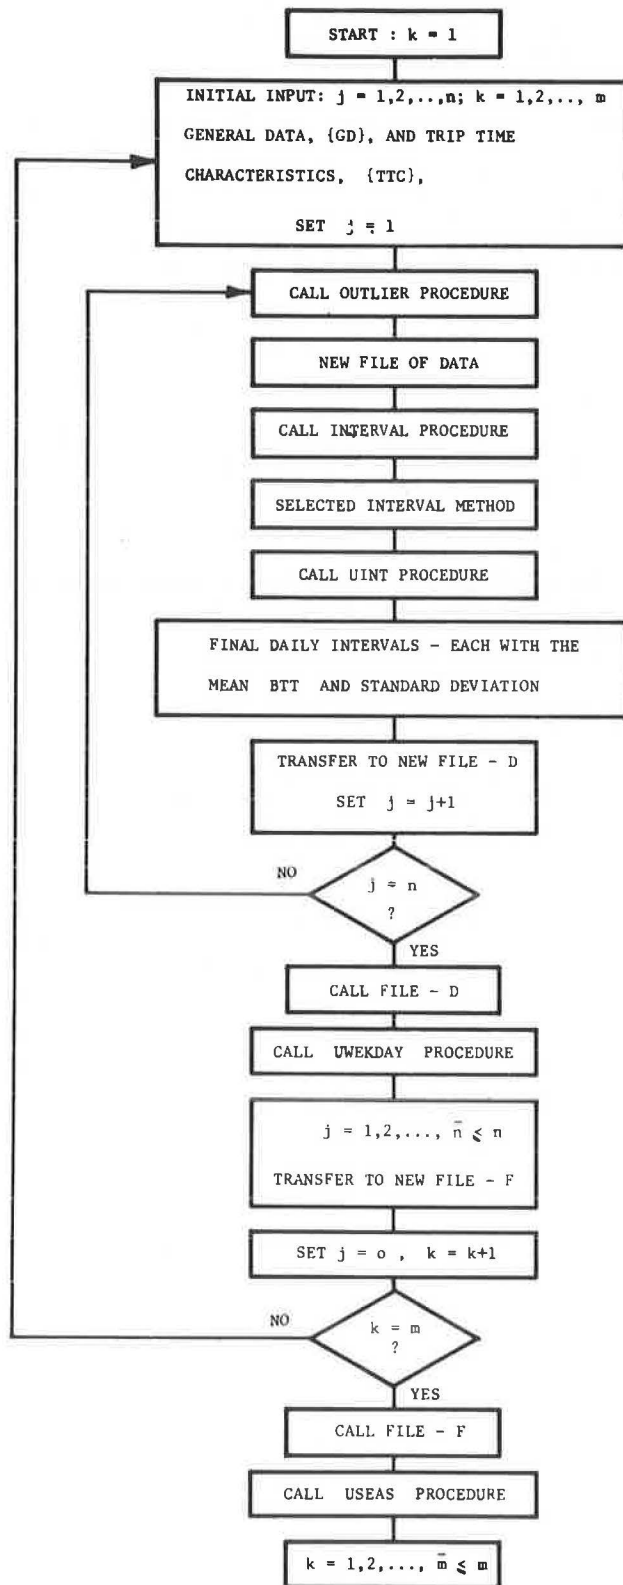 START : k = 1
INITIAL INPUT: j = 1,2,..,n; k = 1,2,.., m
GENERAL DATA, {GD}, AND TRIP TIME
CHARACTERISTICS, {TTC},
SET j = 1
CALL OUTLIER PROCEDURE
NEW FILE OF DATA
CALL INTERVAL PROCEDURE
SELECTED INTERVAL METHOD
CALL UINT PROCEDURE
FINAL DAILY INTERVALS - EACH WITH THE
MEAN BTT AND STANDARD DEVIATION
TRANSFER TO NEW FILE - D
SET j = j+1
NO
j = n
?
YES
CALL FILE - D
CALL UWEKDAY PROCEDURE
j = 1,2,..., n̄ ⩽ n
TRANSFER TO NEW FILE - F
SET j = o , k = k+1
NO
k = m
?
YES
CALL FILE - F
CALL USEAS PROCEDURE
k = 1,2,..., m̄ ⩽ m